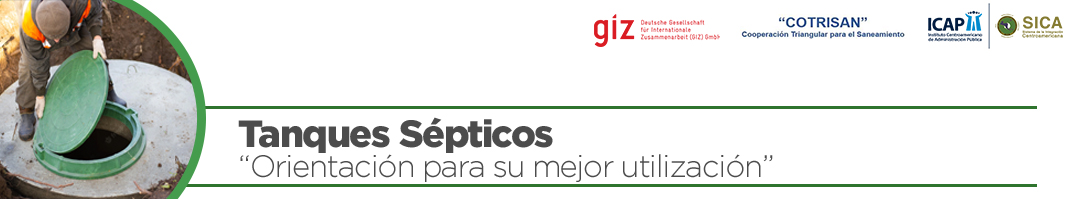 giz
Deutsche Gesellschaft
für Internationale
Zusammenarbeit (GIZ) GmbH
“COTRISAN”
Cooperación Triangular para el Saneamiento
ICAP
Instituto Centroamericano
de Administración Pública
SICA
Sistema de la Integración
Centroamericana
Tanques Sépticos
“Orientación para su mejor utilización”